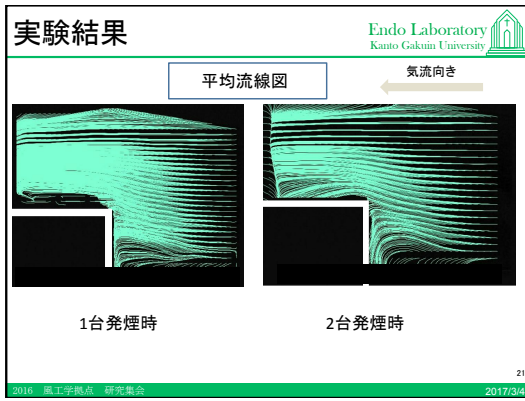 実験結果
Endo Laboratory
Kanto Gakuin University
平均流線図
気流向き
1台発煙時
2台発煙時
21
2016 風工学拠点 研究集会
2017/3/4